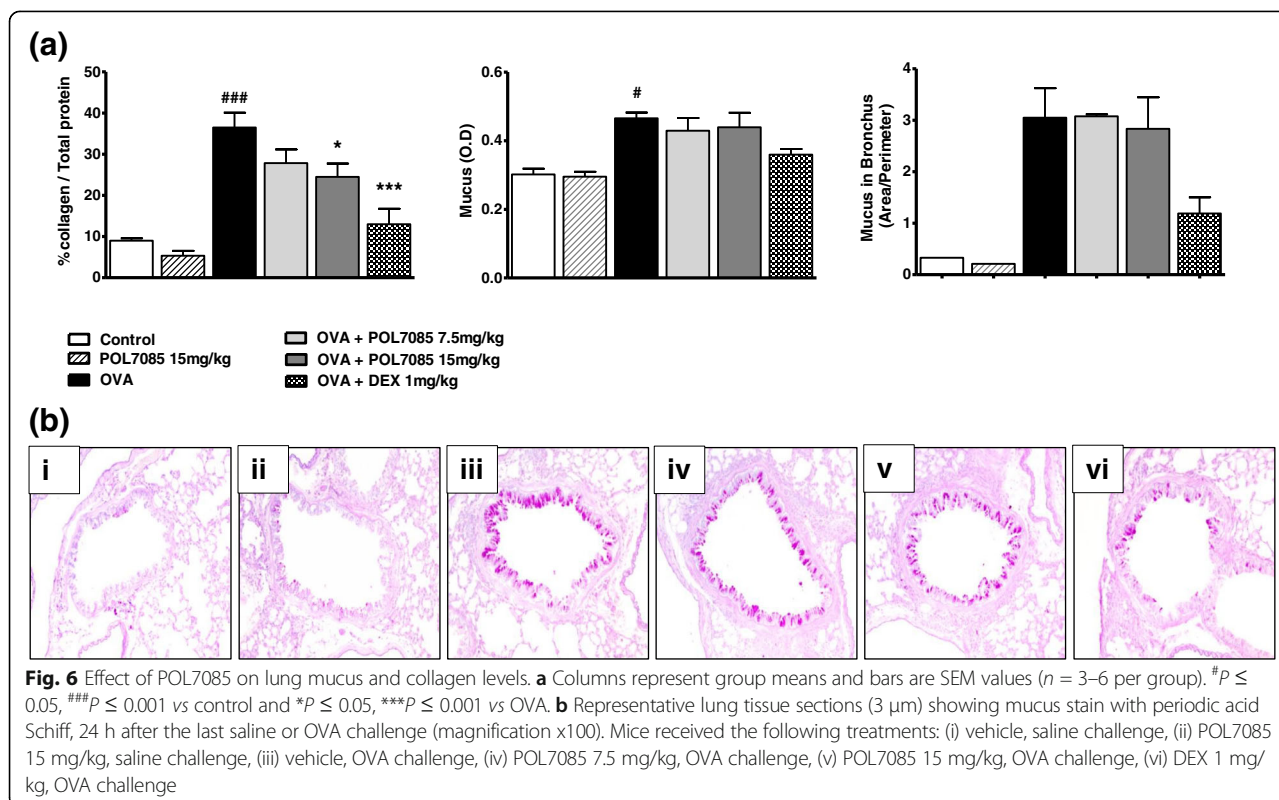 (a)
% collagen / Total protein
50
40
30
20
10
0
###
*
***
Mucus (O.D)
0.6
0.4
0.2
0.0
#
Mucus in Bronchus
(Area/Perimeter)
4
3
2
1
0
Control
POL7085 15mg/kg
OVA
OVA + POL7085 7.5mg/kg
OVA + POL7085 15mg/kg
OVA + DEX 1mg/kg
(b)
i
ii
iii
iv
v
vi
Fig. 6 Effect of POL7085 on lung mucus and collagen levels. a Columns represent group means and bars are SEM values (n = 3–6 per group). #P ≤
0.05, ###P ≤ 0.001 vs control and *P ≤ 0.05, ***P ≤ 0.001 vs OVA. b Representative lung tissue sections (3 μm) showing mucus stain with periodic acid
Schiff, 24 h after the last saline or OVA challenge (magnification x100). Mice received the following treatments: (i) vehicle, saline challenge, (ii) POL7085
15 mg/kg, saline challenge, (iii) vehicle, OVA challenge, (iv) POL7085 7.5 mg/kg, OVA challenge, (v) POL7085 15 mg/kg, OVA challenge, (vi) DEX 1 mg/
kg, OVA challenge